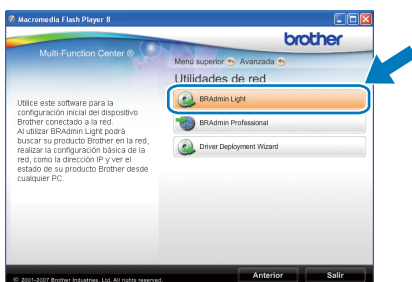 Macromedia Flash Player 8
Multi-Function Center ®
brother
Menú superior Avanzada
Utilidades de red
BRAdmin Light
BRAdmin Professional
Driver Deployment Wizard
Utilice este software para la
configuración inicial del dispositivo
Brother conectado a la red.
Al utilizar BRAdmin Light podrá
buscar su producto Brother en la red,
realizar la configuración básica de la
red, como la dirección IP y ver el
estado de su producto Brother desde
cualquier PC.
© 2001-2007 Brother Industries, Ltd. All rights reserved.
Anterior Salir